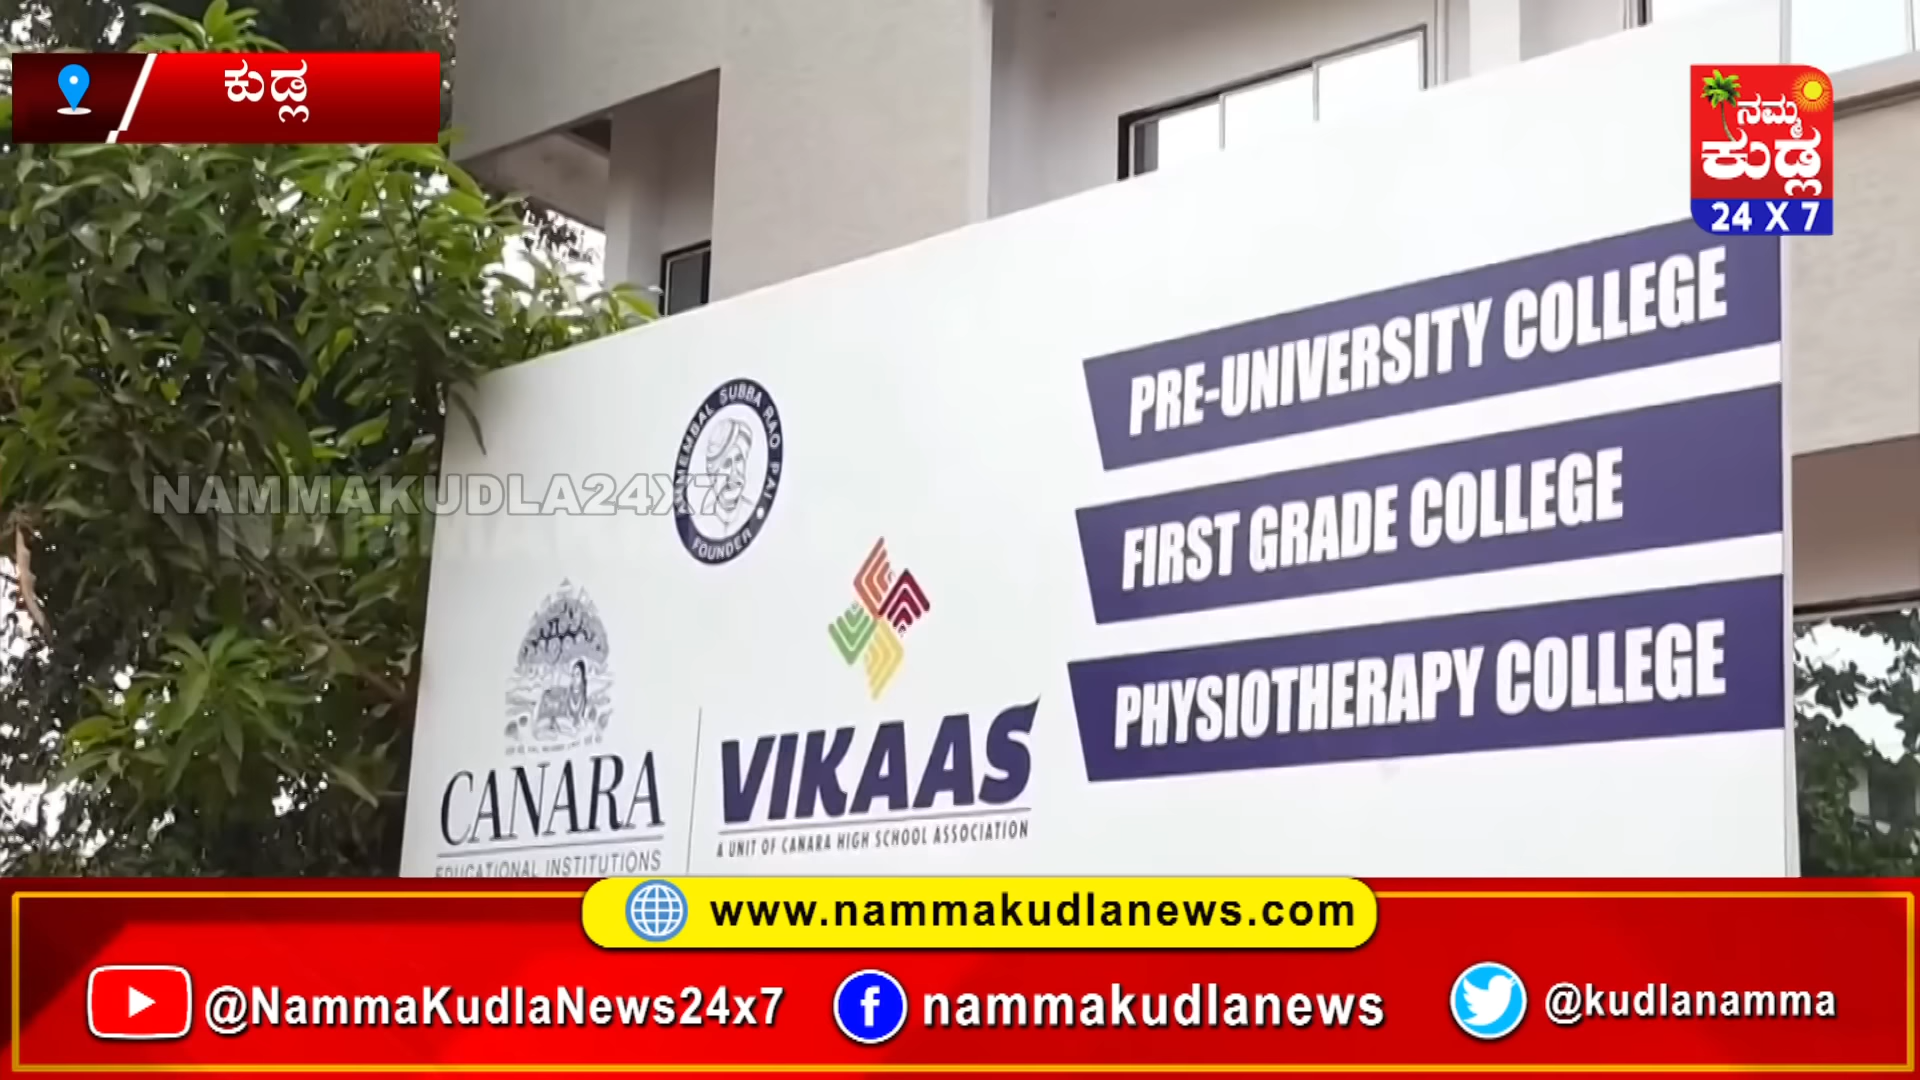 ಕುಡ್ಲ
ನಮ್ಮ
ಕುಡ್ಲ
24 X 7
PRE-UNIVERSITY COLLEGE
FIRST GRADE COLLEGE
PHYSIOTHERAPY COLLEGE
AMMEMBAL SUBBA RAO PAI
FOUNDER
NAMMAKUDLA24X7
CANARA
EDUCATIONAL INSTITUTIONS
VIKAAS
A UNIT OF CANARA HIGH SCHOOL ASSOCIATION
www.nammakudlanews.com
@NammaKudlaNews24x7
nammakudlanews
@kudlanamma